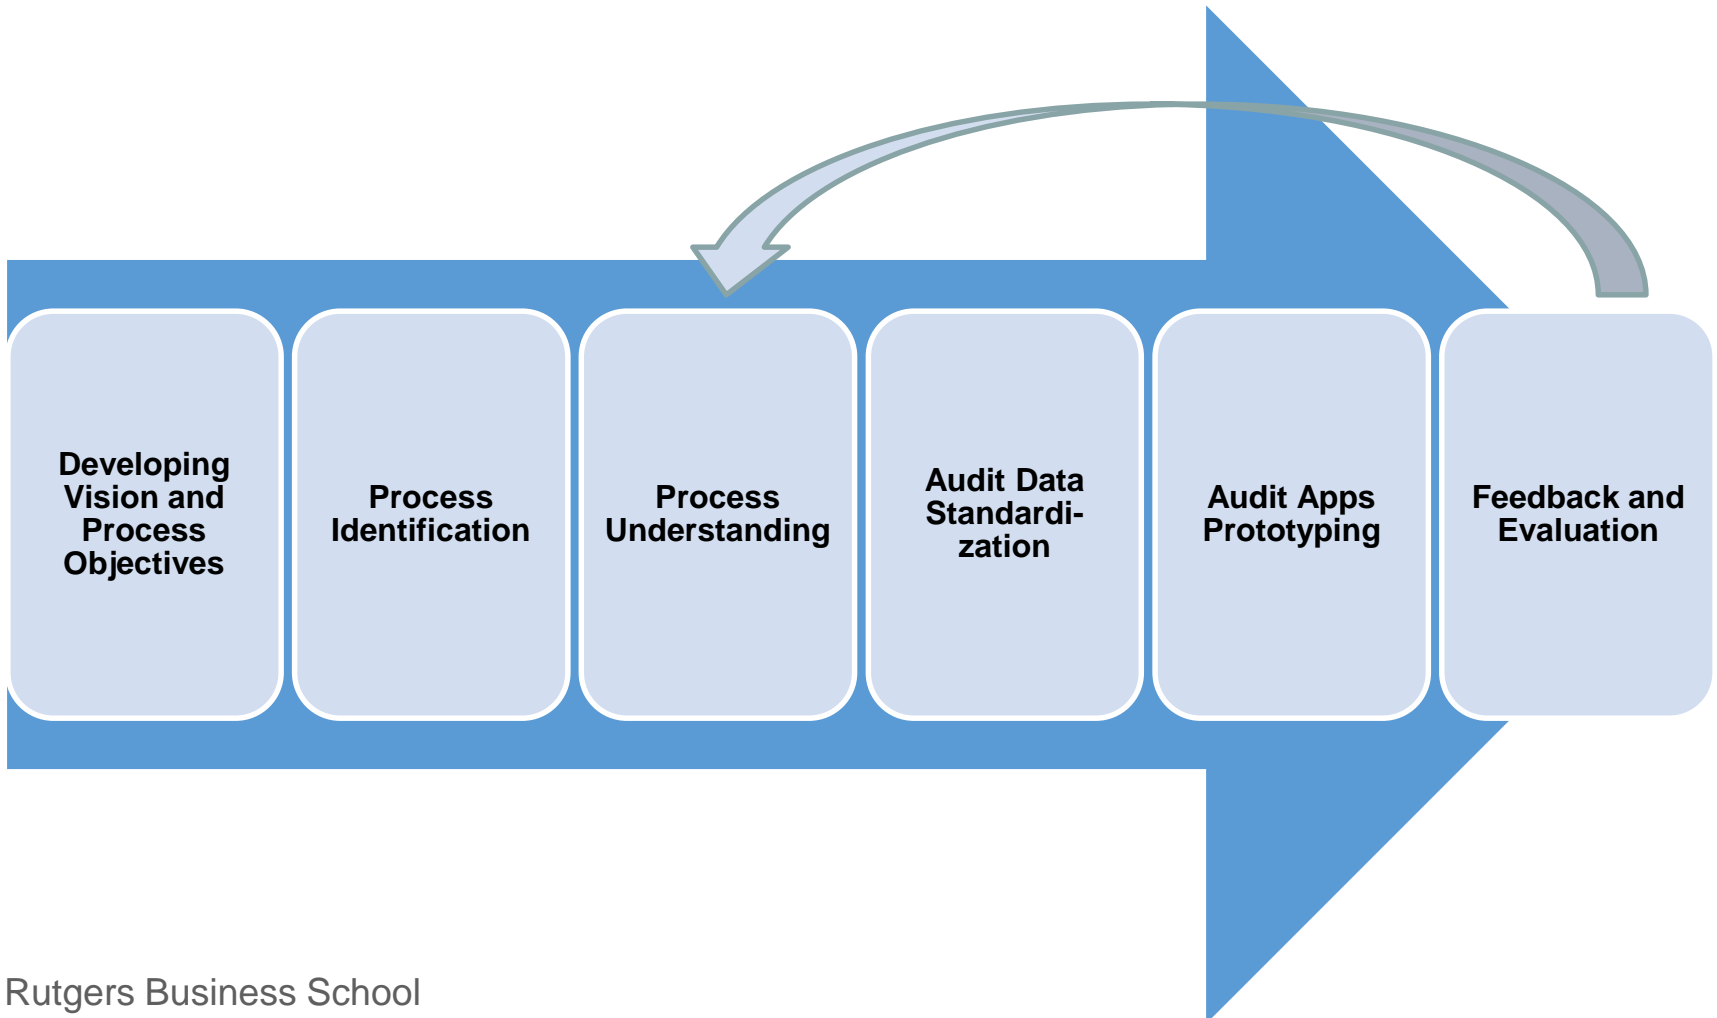 Developing
Vision and
Process
Objectives
Process
Identification
Process
Understanding
Audit Data
Standardi-
zation
Audit Apps
Prototyping
Feedback and
Evaluation
Rutgers Business School